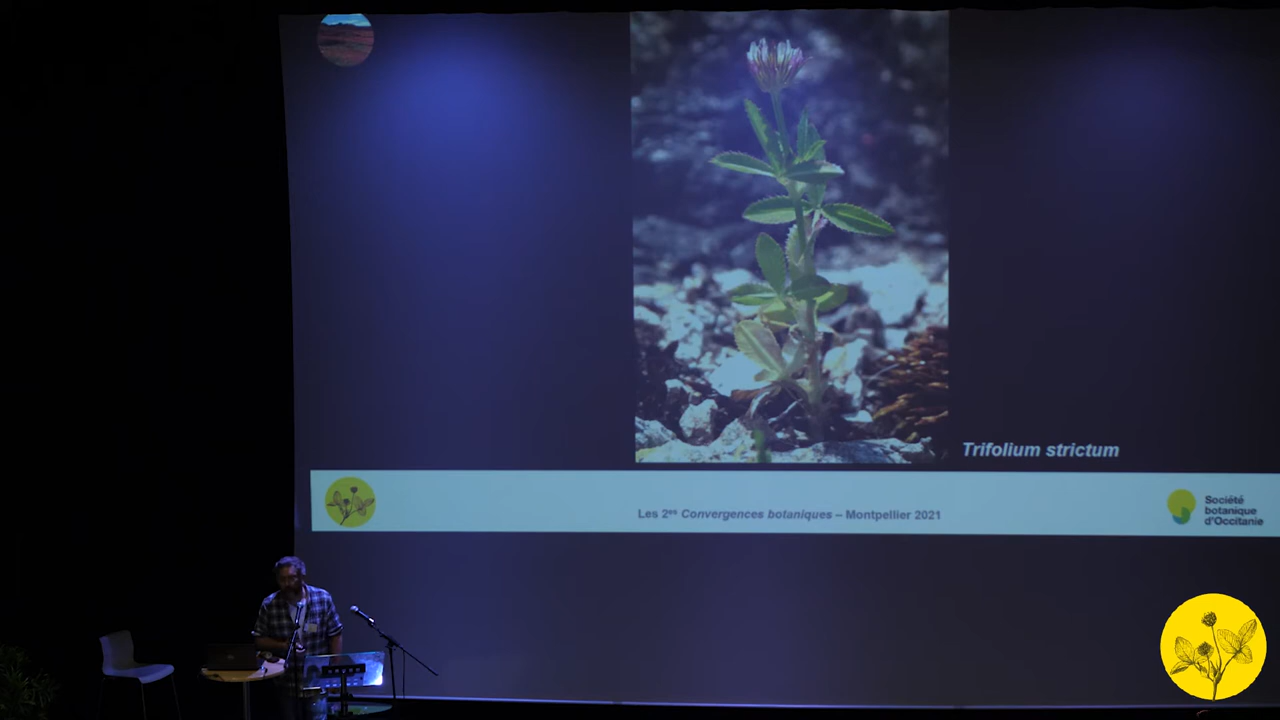 Trifolium strictum
Les 2es Convergences botaniques – Montpellier 2021
Société
botanique
d'Occitanie